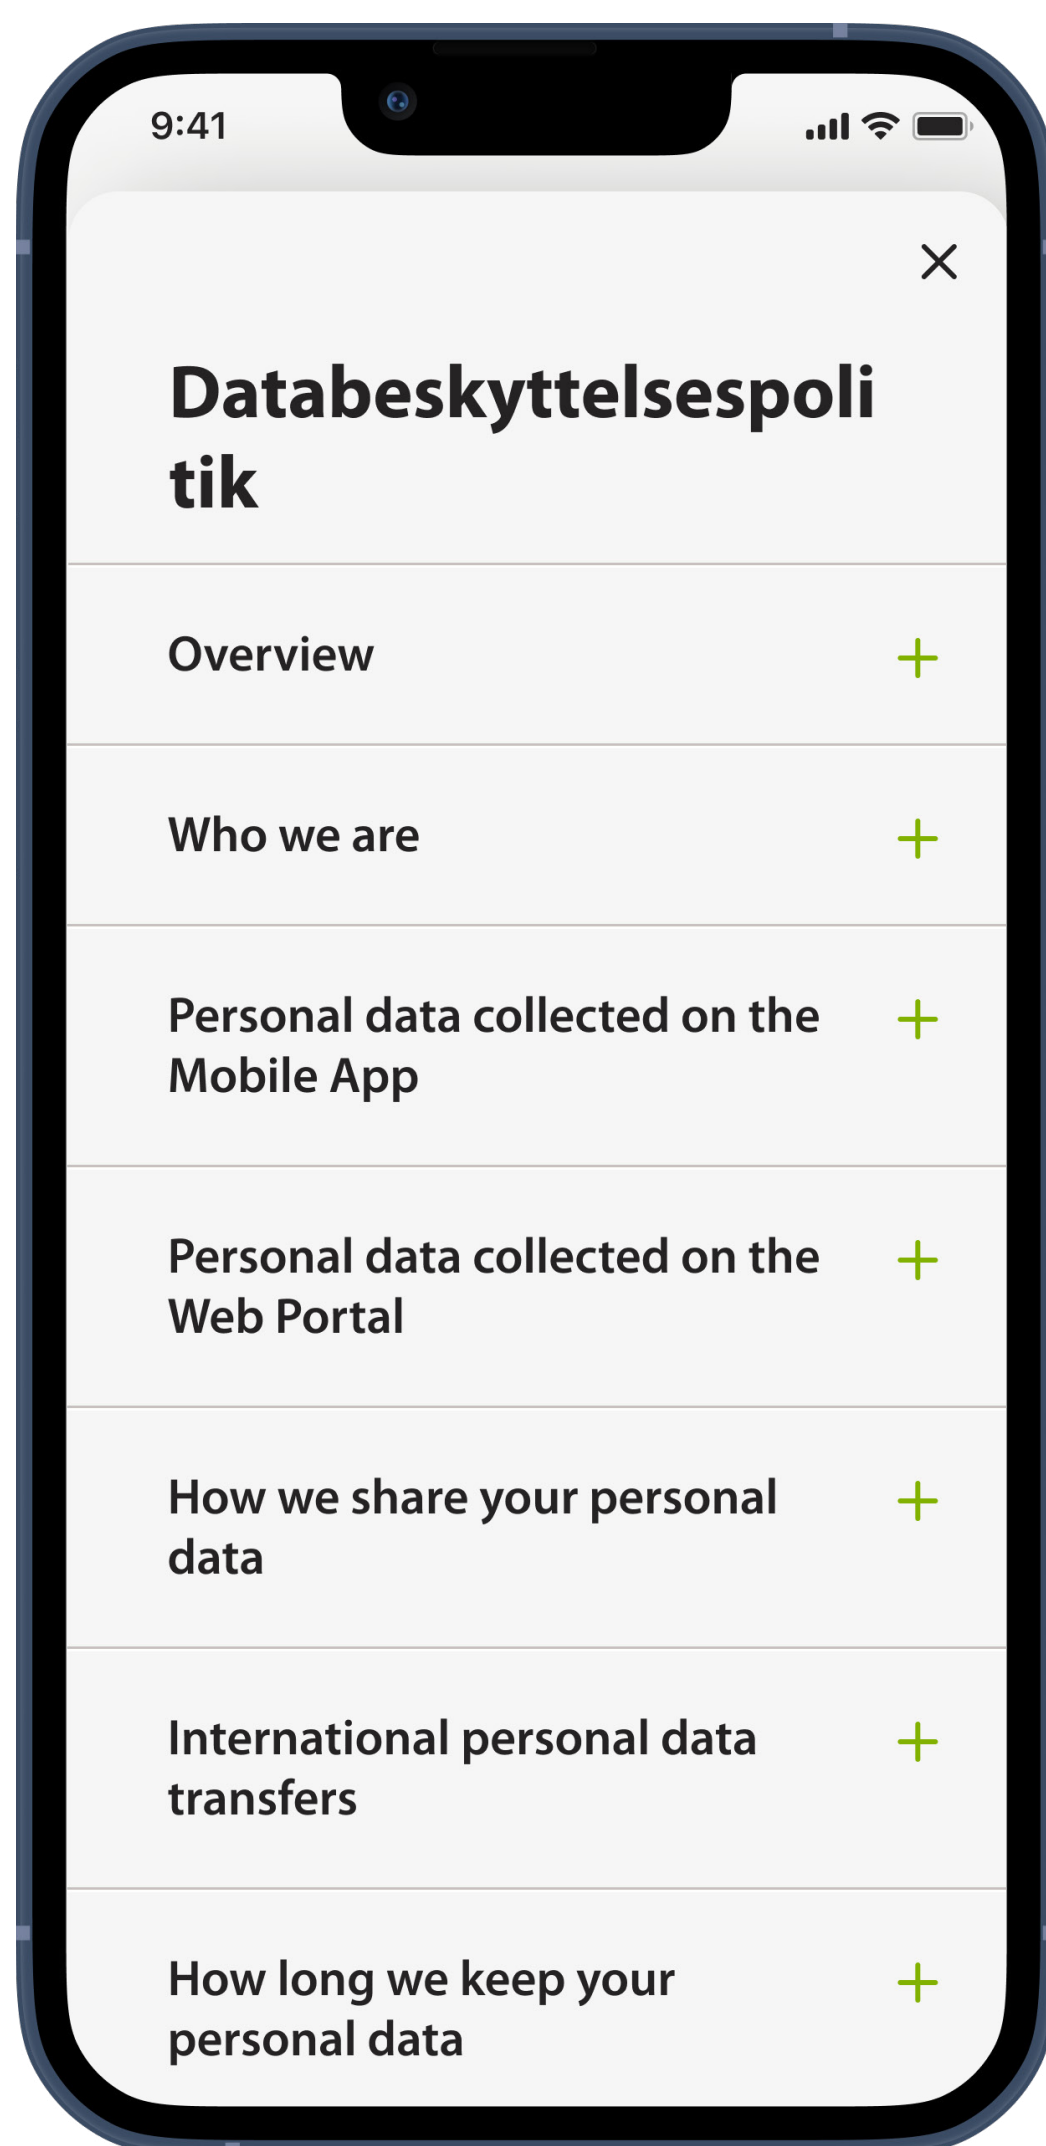 9:41
Databeskyttelsespoli
tik
Overview
Who we are
Personal data collected on the
Mobile App
Personal data collected on the
Web Portal
How we share your personal
data
International personal data
transfers
How long we keep your
personal data